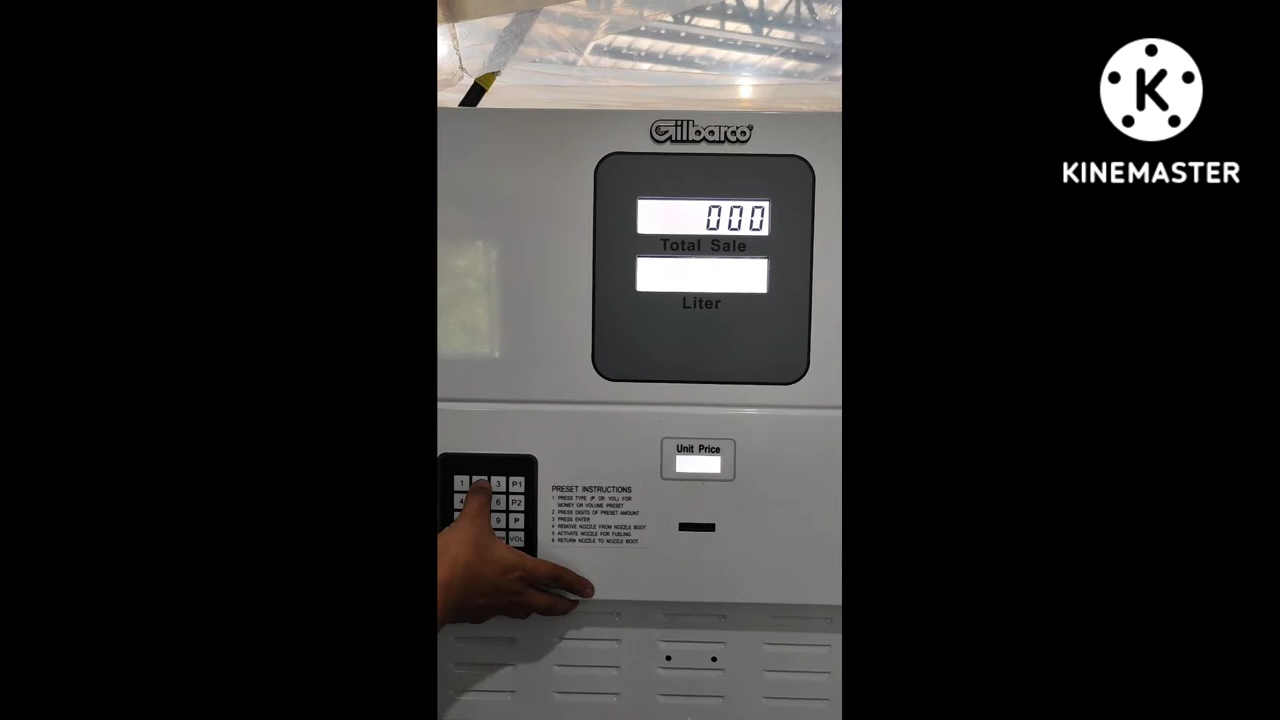 Gilbarco
000
Total Sale
Liter
Unit Price
1 3 P1
4 6 P2
9 ₱
VOL
PRESET INSTRUCTIONS
1 PRESS TYPE (₱ OR VOL) FOR
MONEY OR VOLUME PRESET
2 PRESS DIGITS OF PRESET AMOUNT
3 PRESS ENTER
4 REMOVE NOZZLE FROM NOZZLE BOOT
5 ACTIVATE NOZZLE FOR FUELING
6 RETURN NOZZLE TO NOZZLE BOOT
K
KINEMASTER